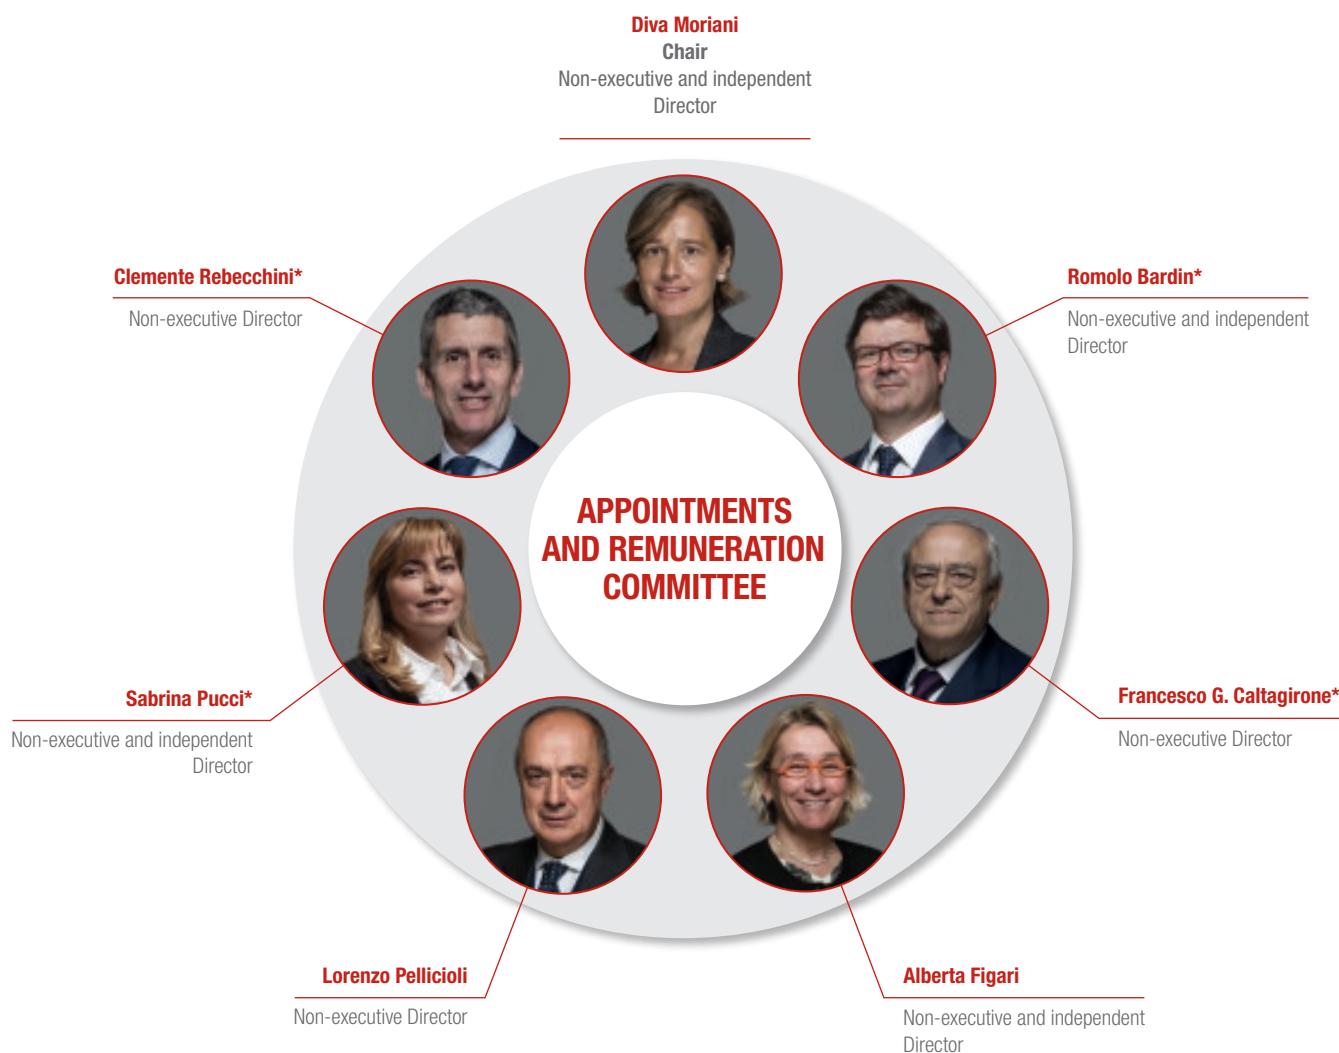 Diva Moriani
Chair
Non-executive and independent
Director
Clemente Rebecchini*
Non-executive Director
Romolo Bardin*
Non-executive and independent
Director
APPOINTMENTS
AND REMUNERATION
COMMITTEE
Sabrina Pucci*
Non-executive and independent
Director
Francesco G. Caltagirone*
Non-executive Director
Lorenzo Pellicioli
Non-executive Director
Alberta Figari
Non-executive and independent
Director